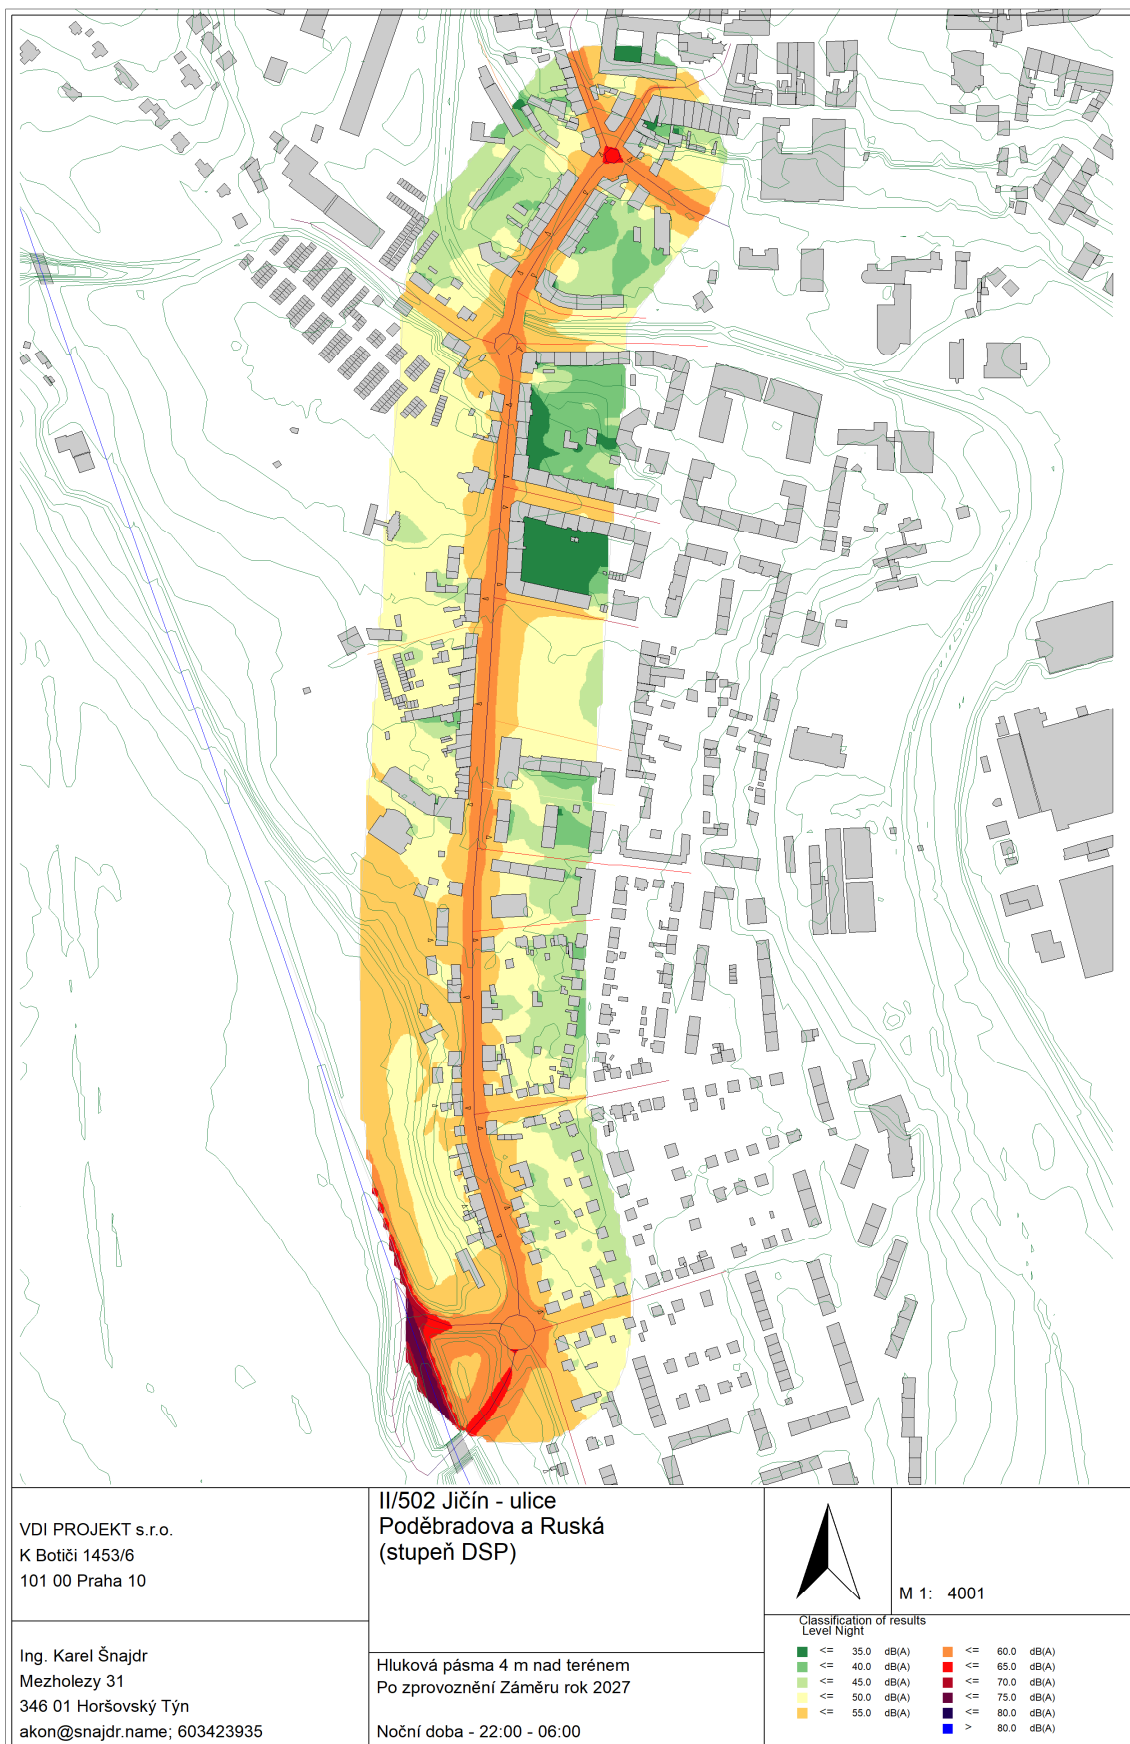 VDI PROJEKT s.r.o.
K Botiči 1453/6
101 00 Praha 10
Ing. Karel Šnajdr
Mezholezy 31
346 01 Horšovský Týn
akon@snajdr.name; 603423935
II/502 Jičín - ulice
Poděbradova a Ruská
(stupeň DSP)
Hluková pásma 4 m nad terénem
Po zprovoznění Záměru rok 2027
Noční doba - 22:00 - 06:00
M 1: 4001
Classification of results
Level Night
<= 35.0 dB(A)
<= 40.0 dB(A)
<= 45.0 dB(A)
<= 50.0 dB(A)
<= 55.0 dB(A)
<= 60.0 dB(A)
<= 65.0 dB(A)
<= 70.0 dB(A)
<= 75.0 dB(A)
<= 80.0 dB(A)
> 80.0 dB(A)